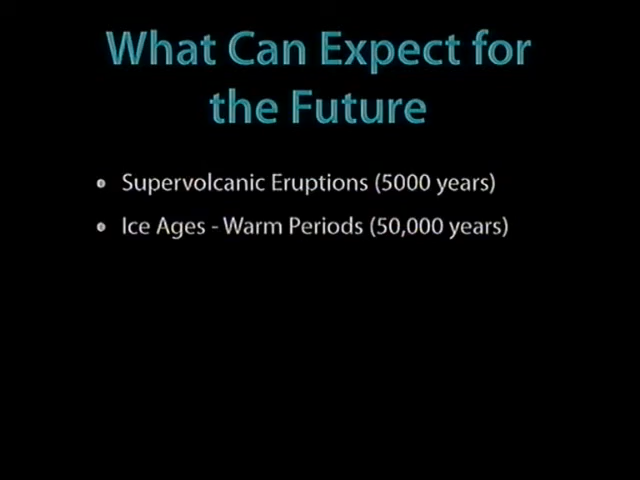 What Can Expect for
the Future
• Supervolcanic Eruptions (5000 years)
• Ice Ages - Warm Periods (50,000 years)